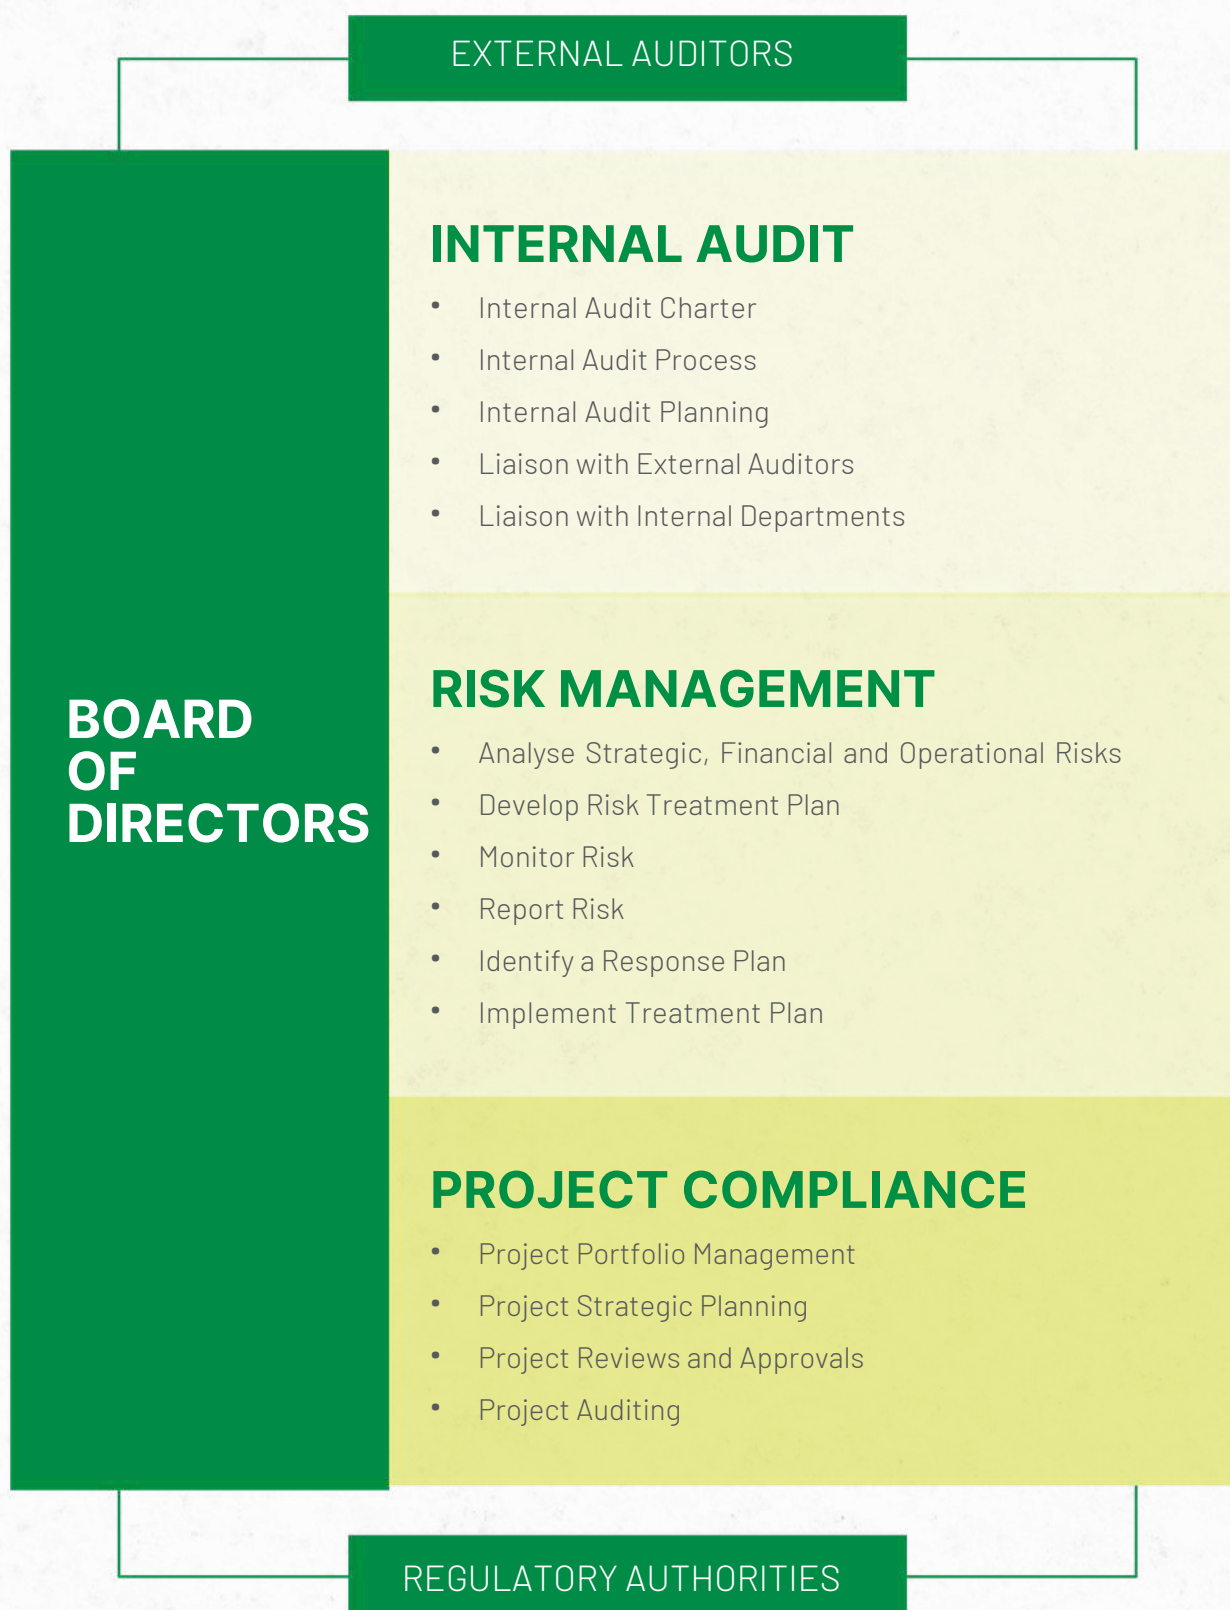 EXTERNAL AUDITORS
INTERNAL AUDIT
• Internal Audit Charter
• Internal Audit Process
• Internal Audit Planning
• Liaison with External Auditors
• Liaison with Internal Departments
BOARD
OF
DIRECTORS
RISK MANAGEMENT
• Analyse Strategic, Financial and Operational Risks
• Develop Risk Treatment Plan
• Monitor Risk
• Report Risk
• Identify a Response Plan
• Implement Treatment Plan
PROJECT COMPLIANCE
• Project Portfolio Management
• Project Strategic Planning
• Project Reviews and Approvals
• Project Auditing
REGULATORY AUTHORITIES